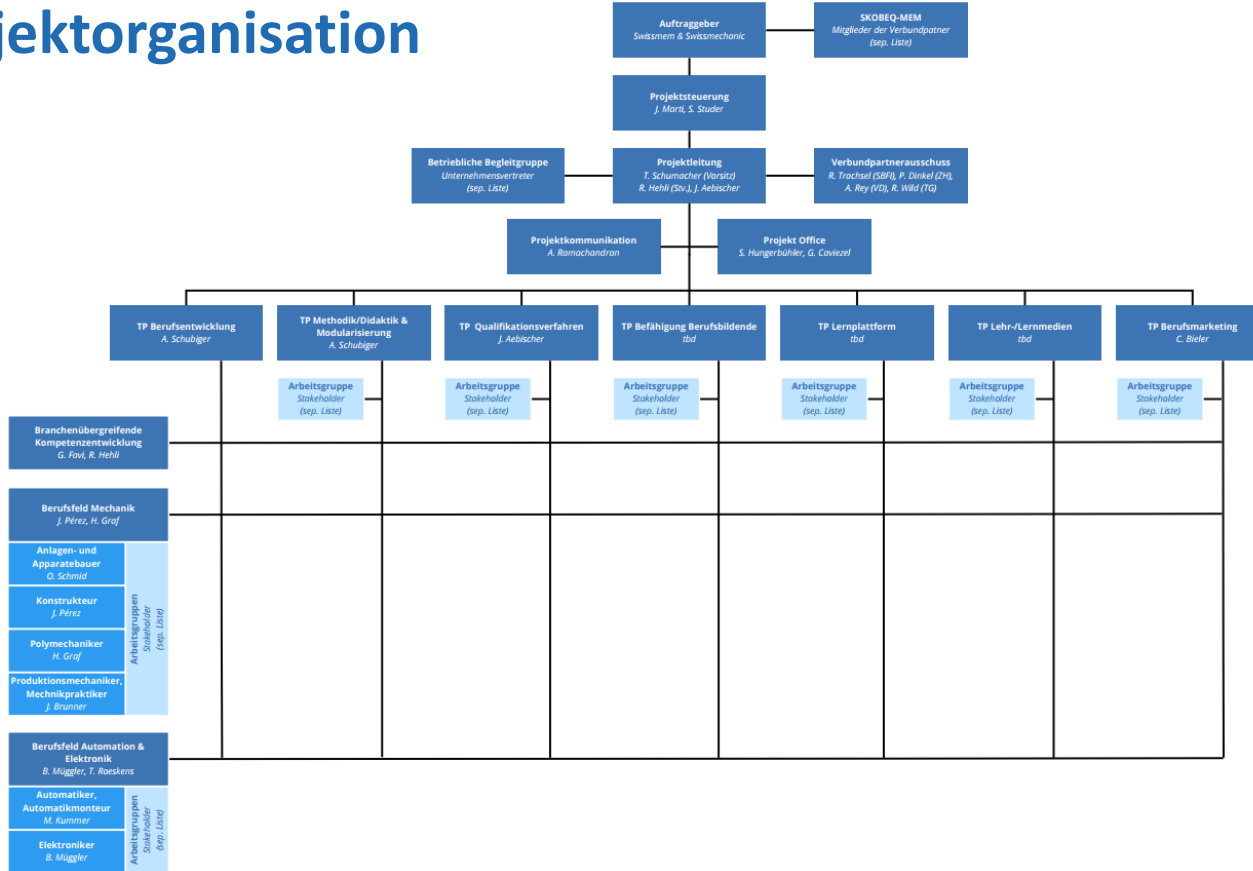 jektorganisation
Auftraggeber
Swissmem & Swissmechanic
SKOBEQ-MEM
Mitglieder der Verbundpatner
(sep. Liste)
Projektsteuerung
J. Marti, S. Studer
Betriebliche Begleitgruppe
Unternehmensvertreter
(sep. Liste)
Projektleitung
T. Schumacher (Vorsitz)
R. Hehli (Stv.), J. Aebischer
Verbundpartnerausschuss
R. Trachsel (SBFI), P. Dinkel (ZH),
A. Rey (VD), R. Wild (TG)
Projektkommunikation
A. Ramachandran
Projekt Office
S. Hungerbühler, G. Caviezel
TP Berufsentwicklung
A. Schubiger
TP Methodik/Didaktik &
Modularisierung
A. Schubiger
TP Qualifikationsverfahren
J. Aebischer
TP Befähigung Berufsbildende
tbd
TP Lernplattform
tbd
TP Lehr-/Lernmedien
tbd
TP Berufsmarketing
C. Bieler
Arbeitsgruppe
Stakeholder
(sep. Liste)
Arbeitsgruppe
Stakeholder
(sep. Liste)
Arbeitsgruppe
Stakeholder
(sep. Liste)
Arbeitsgruppe
Stakeholder
(sep. Liste)
Arbeitsgruppe
Stakeholder
(sep. Liste)
Arbeitsgruppe
Stakeholder
(sep. Liste)
Branchenübergreifende
Kompetenzentwicklung
G. Favi, R. Hehli
Berufsfeld Mechanik
J. Pérez, H. Graf
Anlagen- und
Apparatebauer
O. Schmid
Konstrukteur
J. Pérez
Polymechaniker
H. Graf
Produktionsmechaniker,
Mechnikpraktiker
J. Brunner
Arbeitsgruppen
Stakeholder
(sep. Liste)
Berufsfeld Automation &
Elektronik
B. Müggler, T. Roeskens
Automatiker,
Automatikmonteur
M. Kummer
Elektroniker
B. Müggler
Arbeitsgruppen
Stakeholder
(sep. Liste)